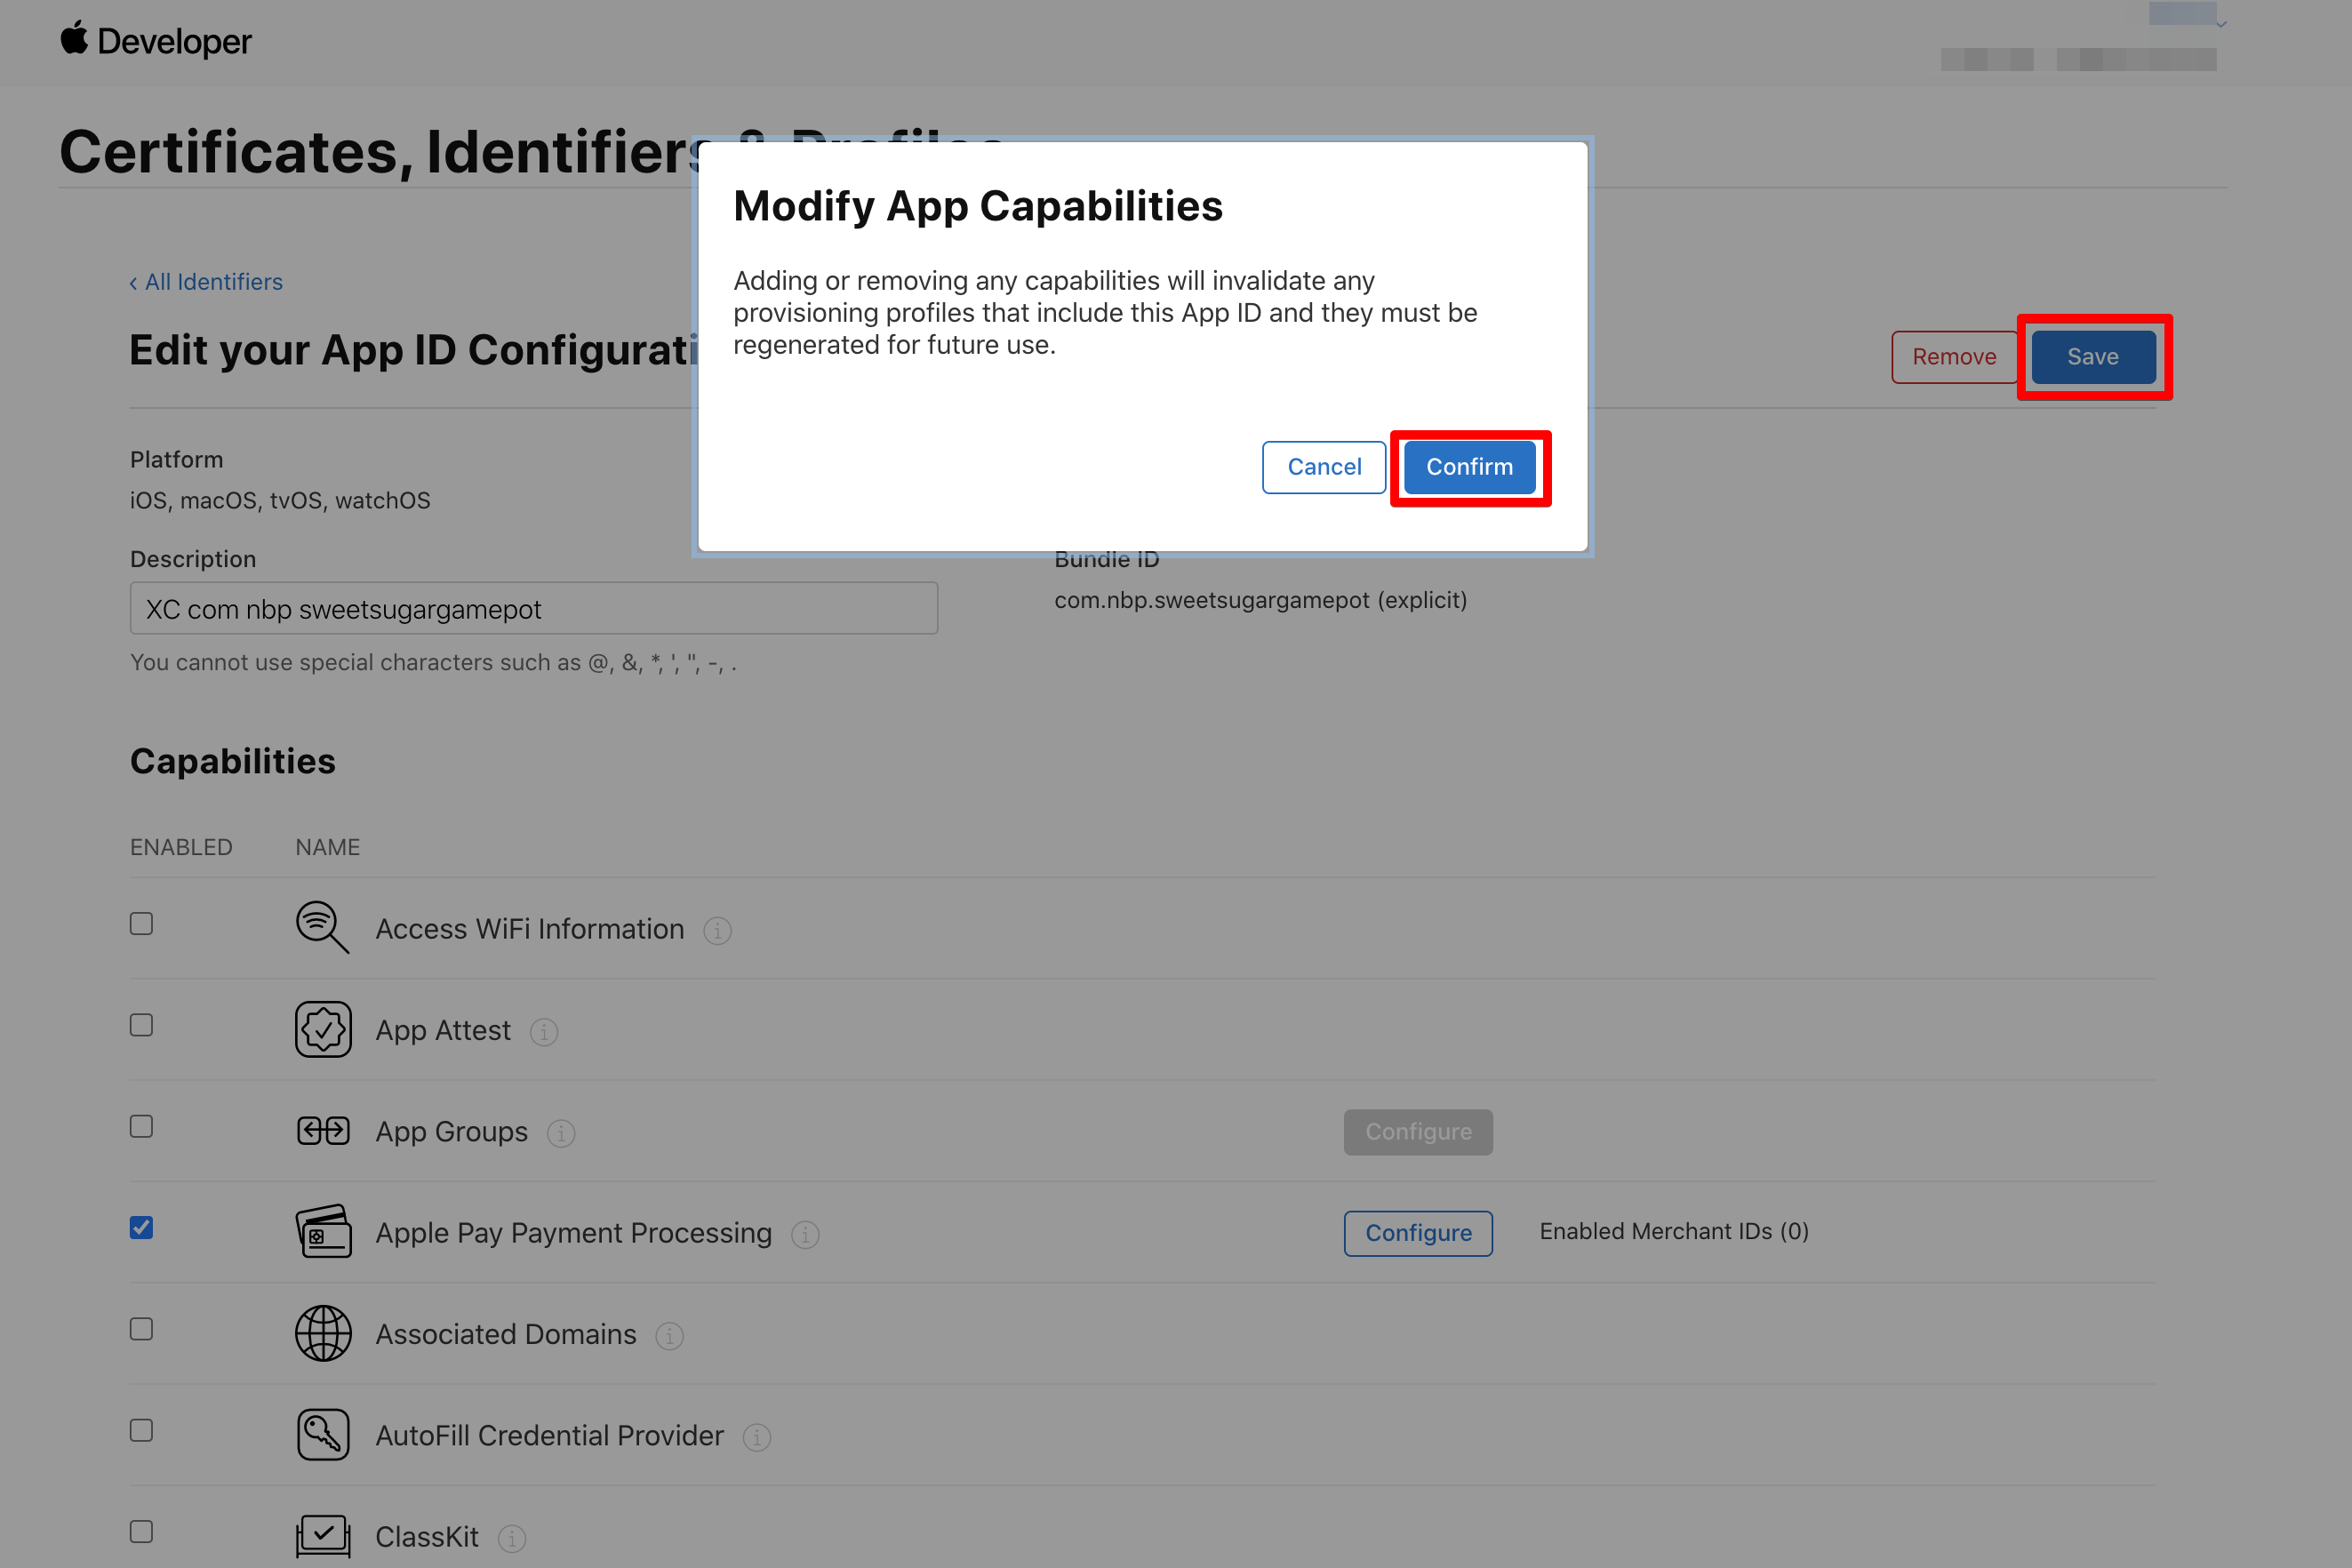 Developer
Certificates, Identifiers & Profiles
Modify App Capabilities
Adding or removing any capabilities will invalidate any
provisioning profiles that include this App ID and they must be
regenerated for future use.
Cancel
Confirm
‹ All Identifiers
Edit your App ID Configurati
Remove
Save
Platform
iOS, macOS, tvOS, watchOS
Description
Bundle ID
XC com nbp sweetsugargamepot
com.nbp.sweetsugargamepot (explicit)
You cannot use special characters such as @, &, *, ', ", -, .
Capabilities
ENABLED
NAME
Access WiFi Information
App Attest
App Groups
Configure
Apple Pay Payment Processing
Configure
Enabled Merchant IDs (0)
Associated Domains
AutoFill Credential Provider
ClassKit